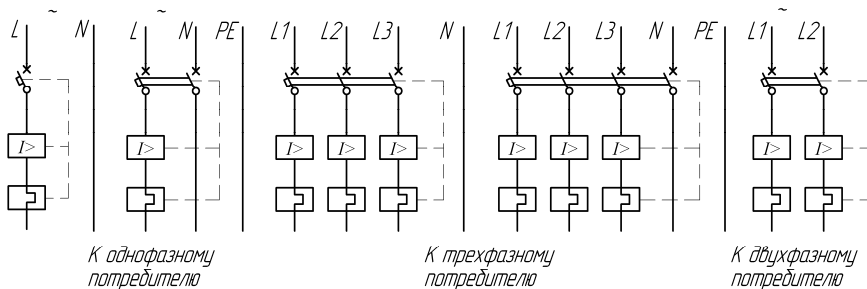 ~ ~ ~
L N L N PE L1 L2 L3 N L1 L2 L3 N PE L1 L2
I> I> I> I> I> I> I> I> I> I>
К однофазному
потребителю
К трехфазному
потребителю
К двухфазному
потребителю